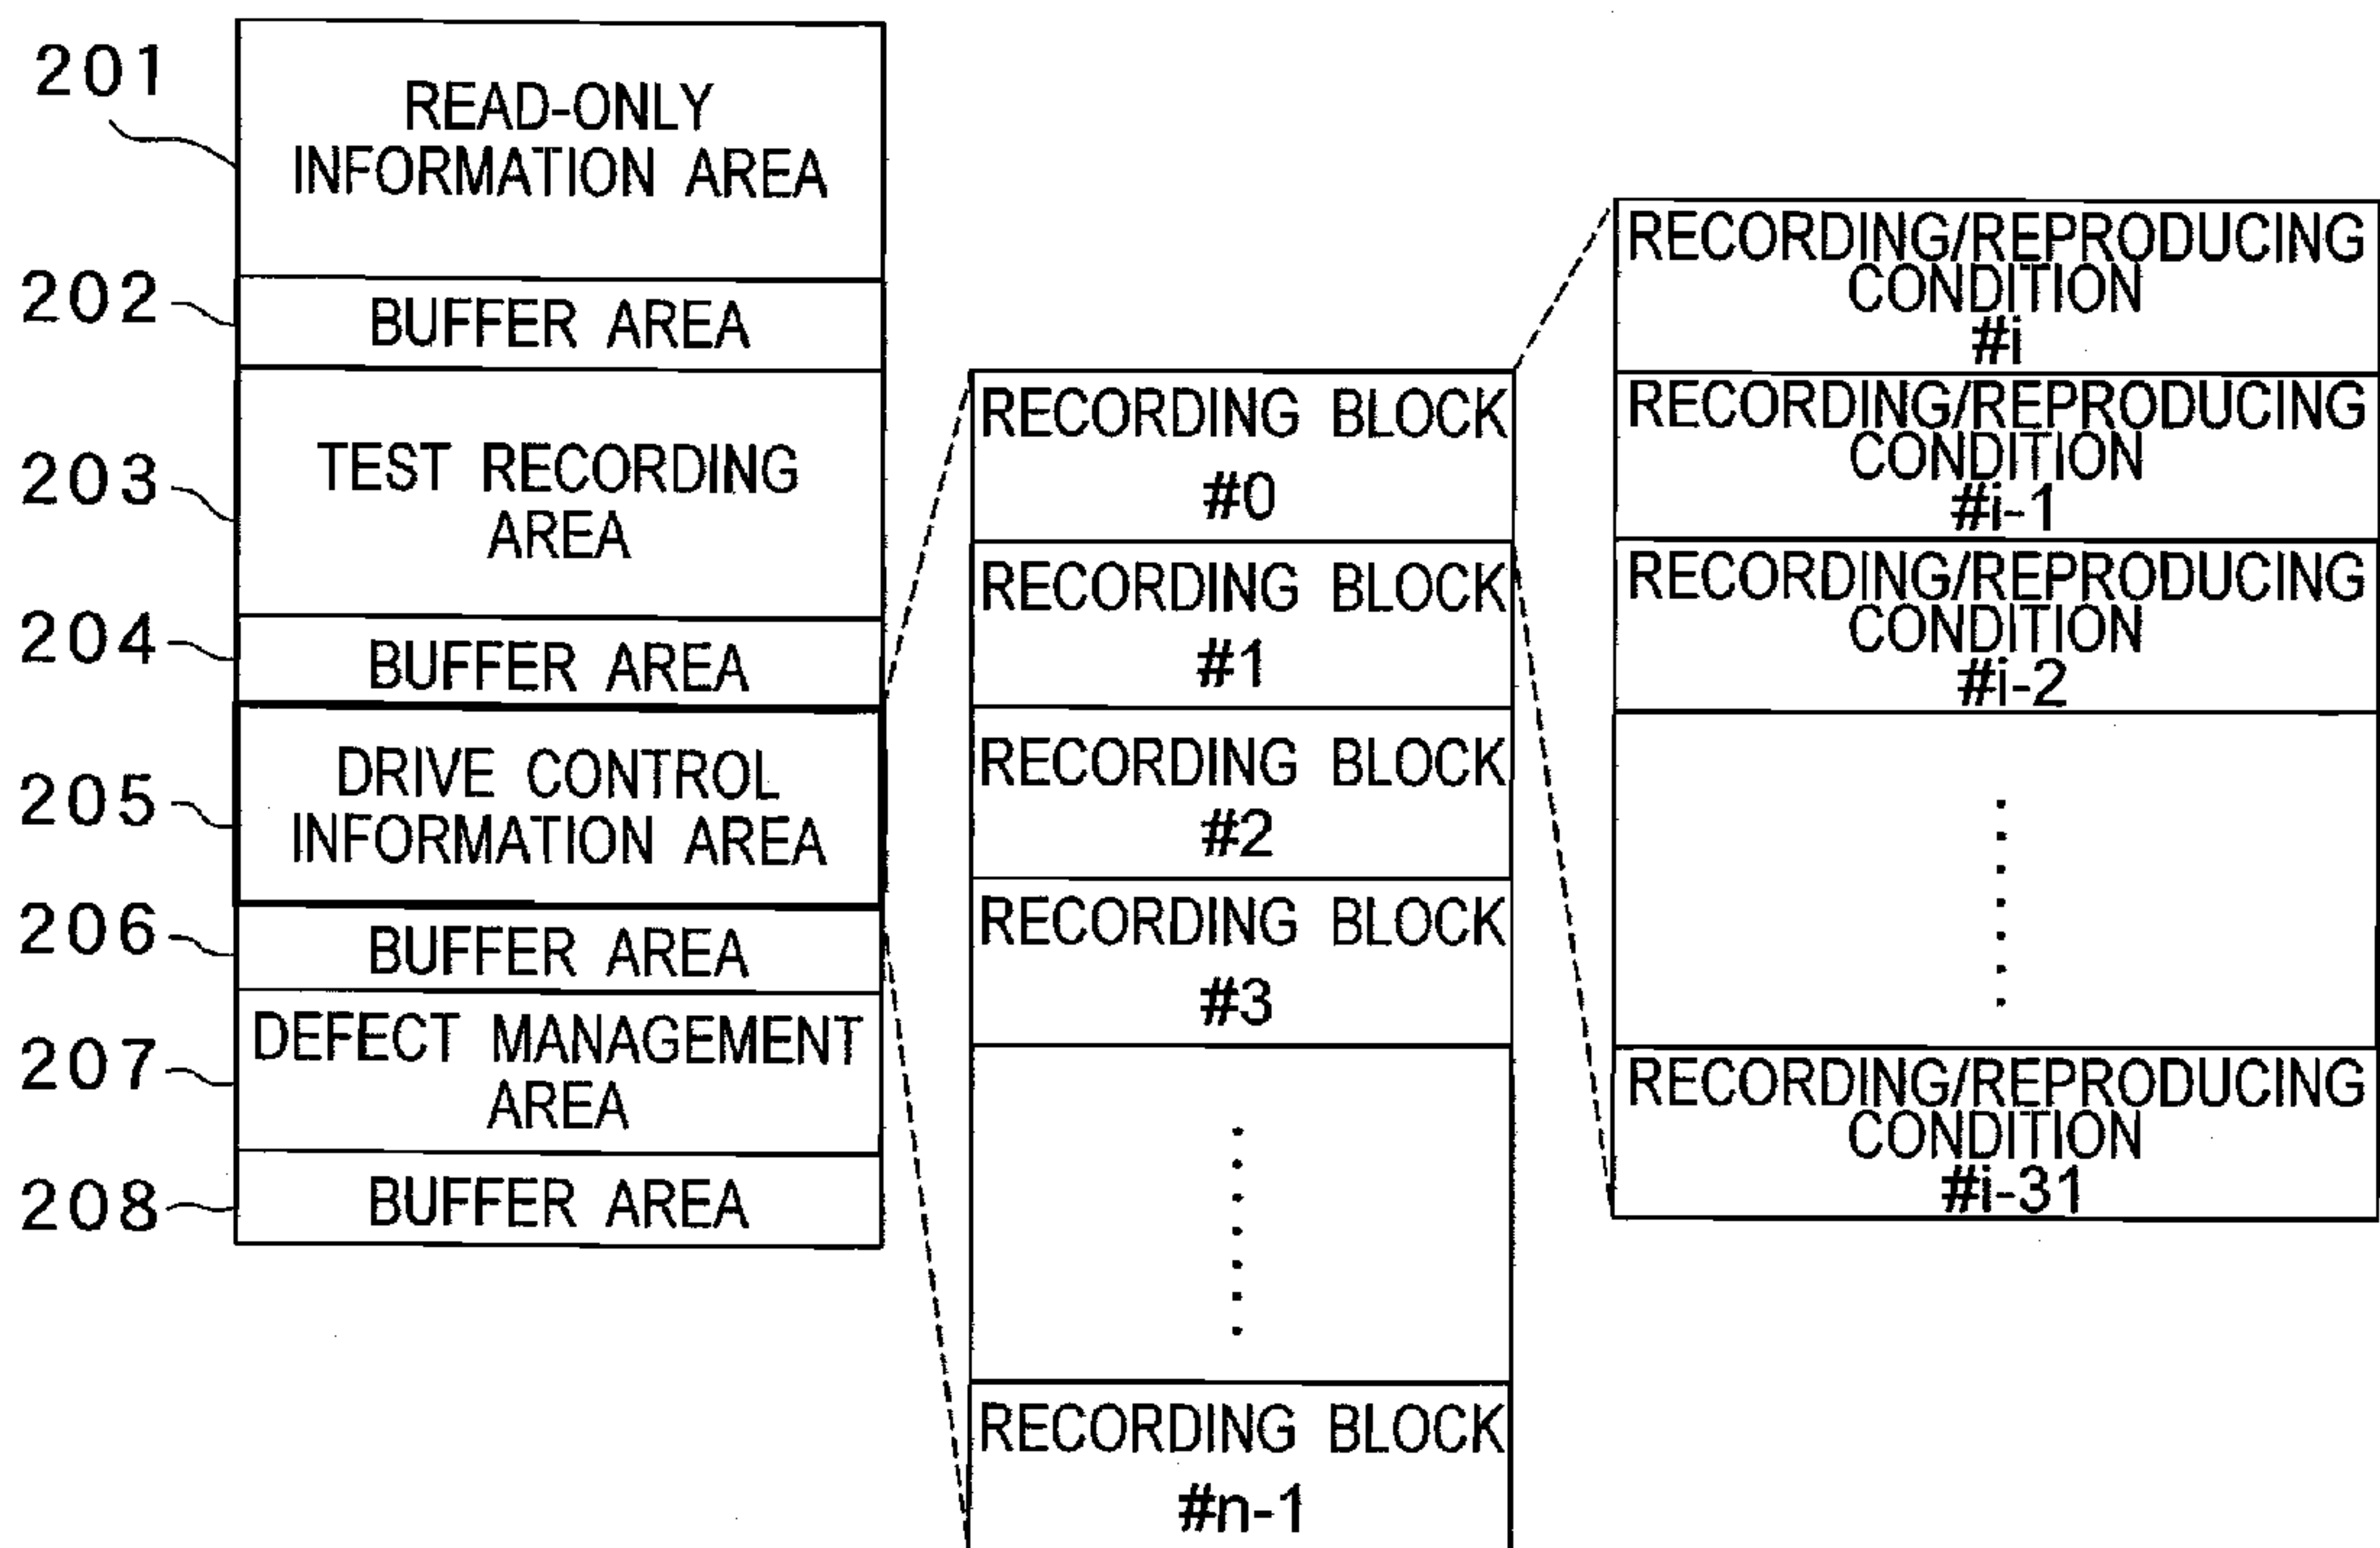 201
READ-ONLY
INFORMATION AREA
202
BUFFER AREA
203
TEST RECORDING
AREA
204
BUFFER AREA
205
DRIVE CONTROL
INFORMATION AREA
206
BUFFER AREA
207
DEFECT MANAGEMENT
AREA
208
BUFFER AREA
RECORDING BLOCK
#0
RECORDING BLOCK
#1
RECORDING BLOCK
#2
RECORDING BLOCK
#3
RECORDING BLOCK
#n-1
RECORDING/REPRODUCING
CONDITION
#i
RECORDING/REPRODUCING
CONDITION
#i-1
RECORDING/REPRODUCING
CONDITION
#i-2
RECORDING/REPRODUCING
CONDITION
#i-31